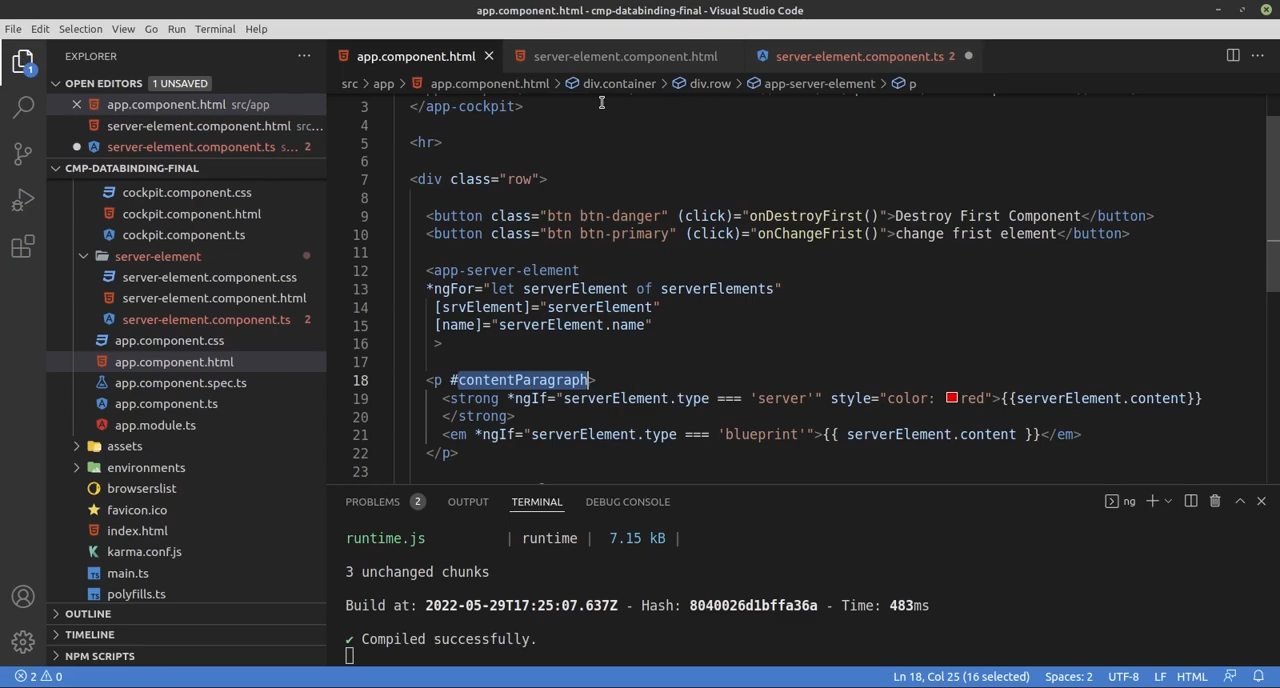 app.component.html - cmp-databinding-final - Visual Studio Code
File Edit Selection View Go Run Terminal Help
EXPLORER
app.component.html
server-element.component.html
server-element.component.ts 2
OPEN EDITORS 1 UNSAVED
src > app > app.component.html > div.container > div.row > app-server-element > p
app.component.html src/app
server-element.component.html src...
server-element.component.ts s... 2
CMP-DATABINDING-FINAL
cockpit.component.css
cockpit.component.html
cockpit.component.ts
server-element
server-element.component.css
server-element.component.html
server-element.component.ts 2
app.component.css
app.component.html
app.component.spec.ts
app.component.ts
app.module.ts
assets
environments
browserslist
favicon.ico
index.html
karma.conf.js
main.ts
polyfills.ts
OUTLINE
TIMELINE
NPM SCRIPTS
3 </app-cockpit>
4
5 <hr>
6
7 <div class="row">
8
9 <button class="btn btn-danger" (click)="onDestroyFirst()">Destroy First Component</button>
10 <button class="btn btn-primary" (click)="onChangeFrist()">change frist element</button>
11
12 <app-server-element
13 *ngFor="let serverElement of serverElements"
14 [srvElement]="serverElement"
15 [name]="serverElement.name"
16 >
17
18 <p #contentParagraph>
19 <strong *ngIf="serverElement.type === 'server'" style="color: red">{{serverElement.content}}
20 </strong>
21 <em *ngIf="serverElement.type === 'blueprint'">{{ serverElement.content }}</em>
22 </p>
23
PROBLEMS 2 OUTPUT TERMINAL DEBUG CONSOLE
ng
runtime.js | runtime | 7.15 kB |
3 unchanged chunks
Build at: 2022-05-29T17:25:07.637Z - Hash: 8040026d1bffa36a - Time: 483ms
✔ Compiled successfully.
1
2 0
Ln 18, Col 25 (16 selected) Spaces: 2 UTF-8 LF HTML